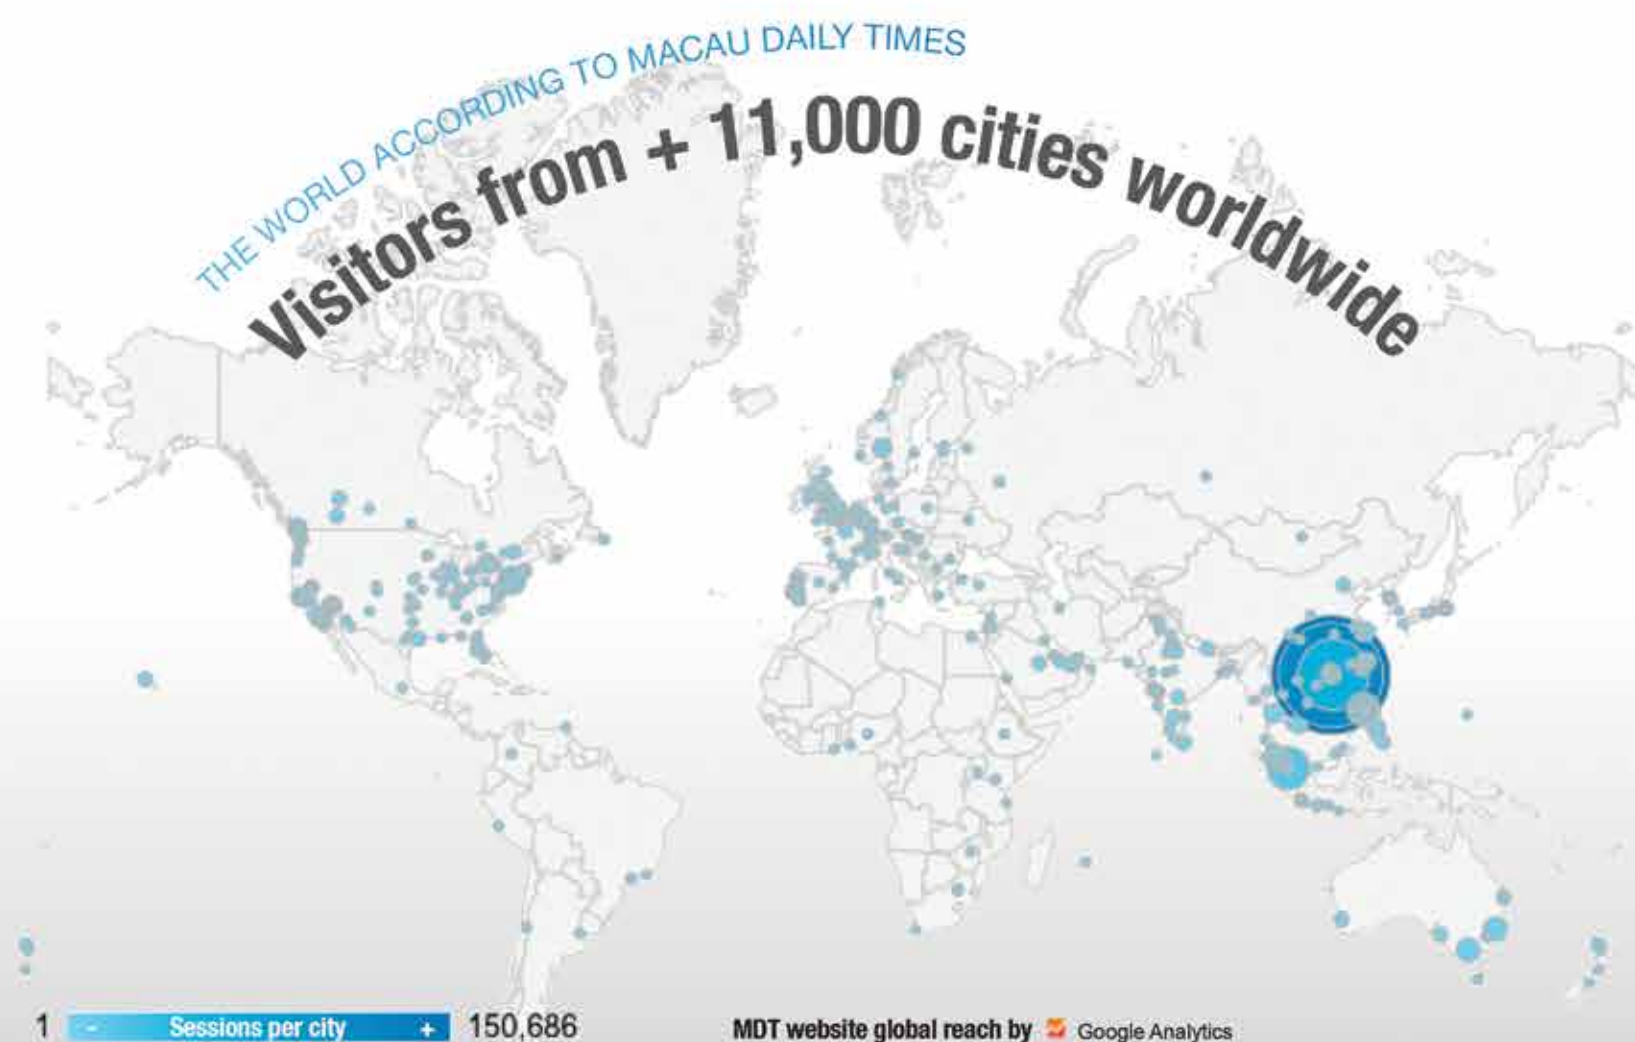 THE WORLD ACCORDING TO MACAU DAILY TIMES
Visitors from + 11,000 cities worldwide
1 - Sessions per city + 150,686
MDT website global reach by Google Analytics